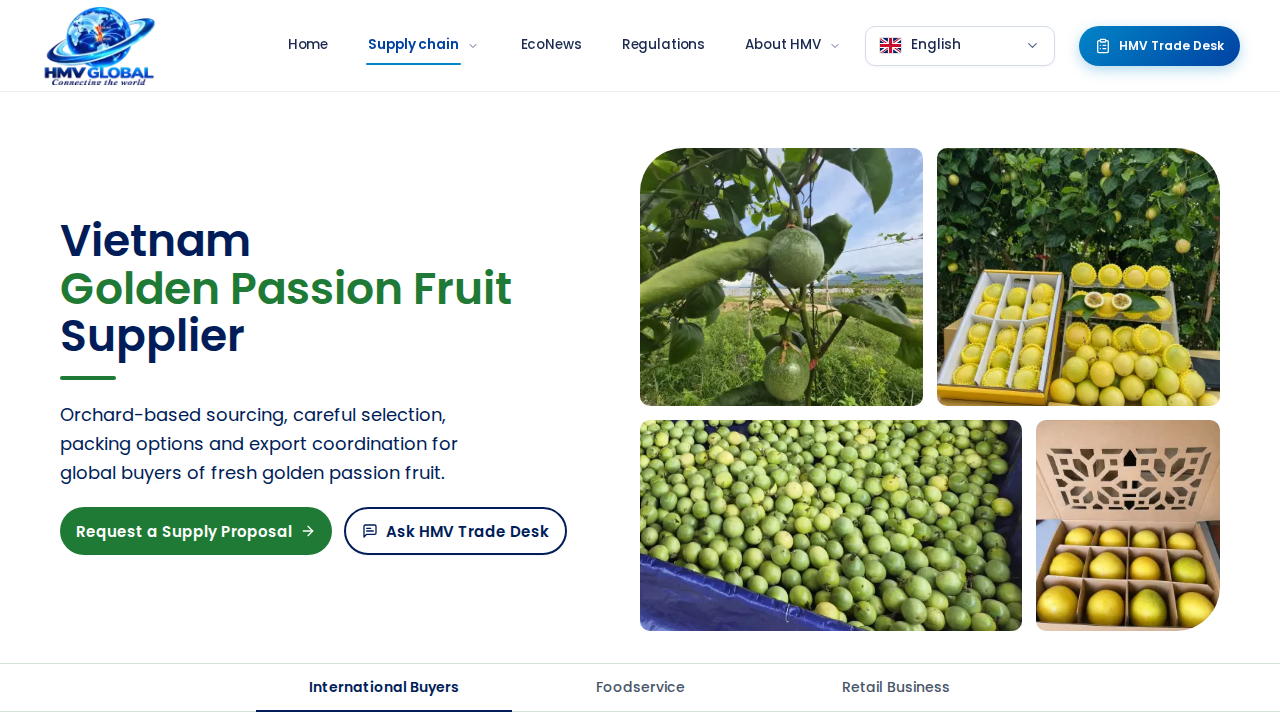 HMV GLOBAL
Connecting the world
Home
Supply chain
EcoNews
Regulations
About HMV
English
HMV Trade Desk
Vietnam
Golden Passion Fruit
Supplier
Orchard-based sourcing, careful selection,
packing options and export coordination for
global buyers of fresh golden passion fruit.
Request a Supply Proposal
Ask HMV Trade Desk
International Buyers
Foodservice
Retail Business